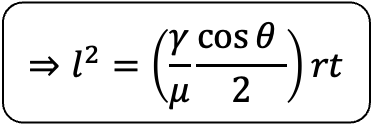 ⇒ l² = (γ/μ cos θ/2) rt